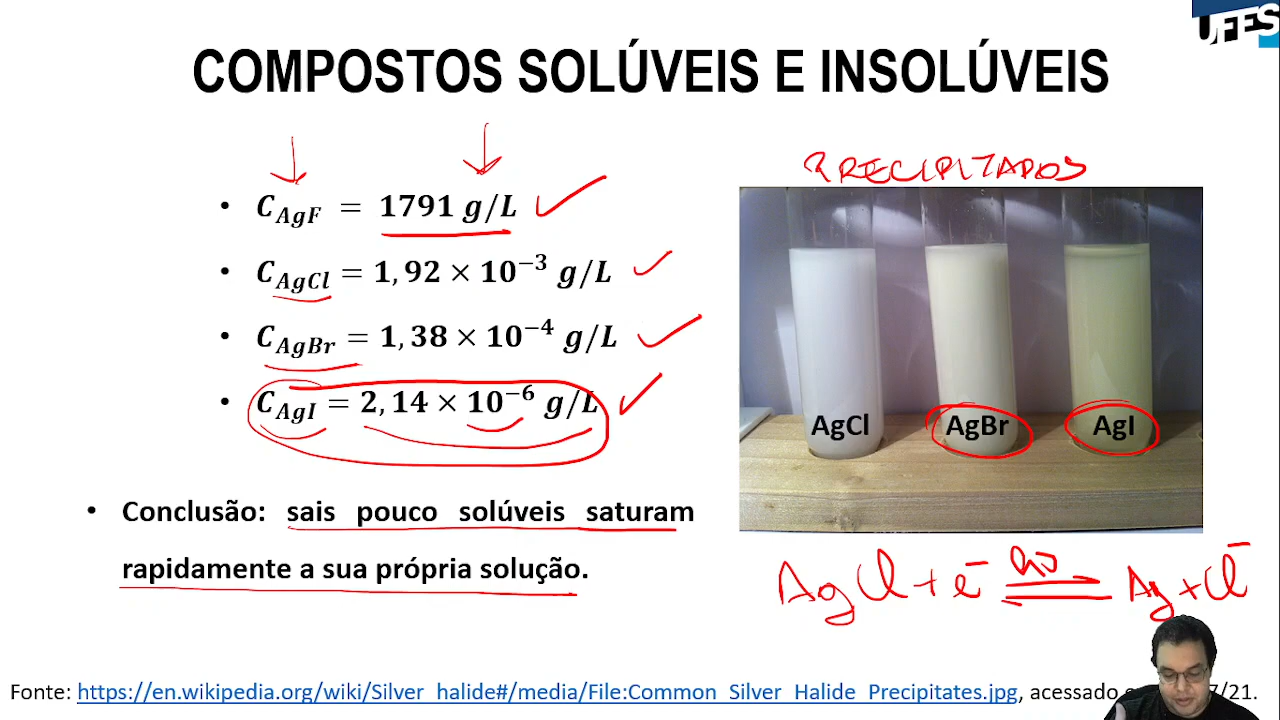 UFES
COMPOSTOS SOLÚVEIS E INSOLÚVEIS
PRECIPITADOS
• C_AgF = 1791 g/L
• C_AgCl = 1,92 × 10⁻³ g/L
• C_AgBr = 1,38 × 10⁻⁴ g/L
• C_AgI = 2,14 × 10⁻⁶ g/L
AgCl AgBr AgI
• Conclusão: sais pouco solúveis saturam
rapidamente a sua própria solução.
AgCl + e⁻ ⇌ Ag + Cl⁻
Fonte: https://en.wikipedia.org/wiki/Silver_halide#/media/File:Common_Silver_Halide_Precipitates.jpg, acessado 7/21.